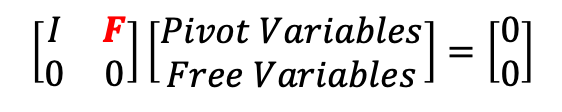 [I F] [Pivot Variables] = [0]
[0 0] [Free Variables] [0]